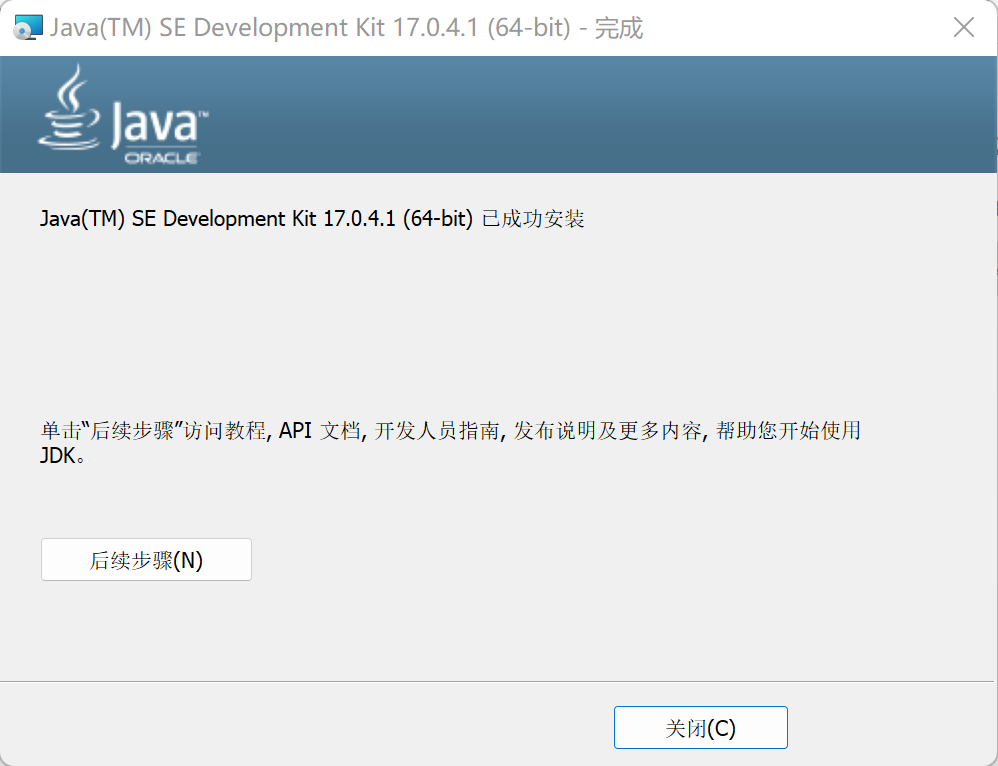 Java(TM) SE Development Kit 17.0.4.1 (64-bit) - 完成
Java™
ORACLE
Java(TM) SE Development Kit 17.0.4.1 (64-bit) 已成功安装
单击“后续步骤”访问教程, API 文档, 开发人员指南, 发布说明及更多内容, 帮助您开始使用
JDK。
后续步骤(N)
关闭(C)